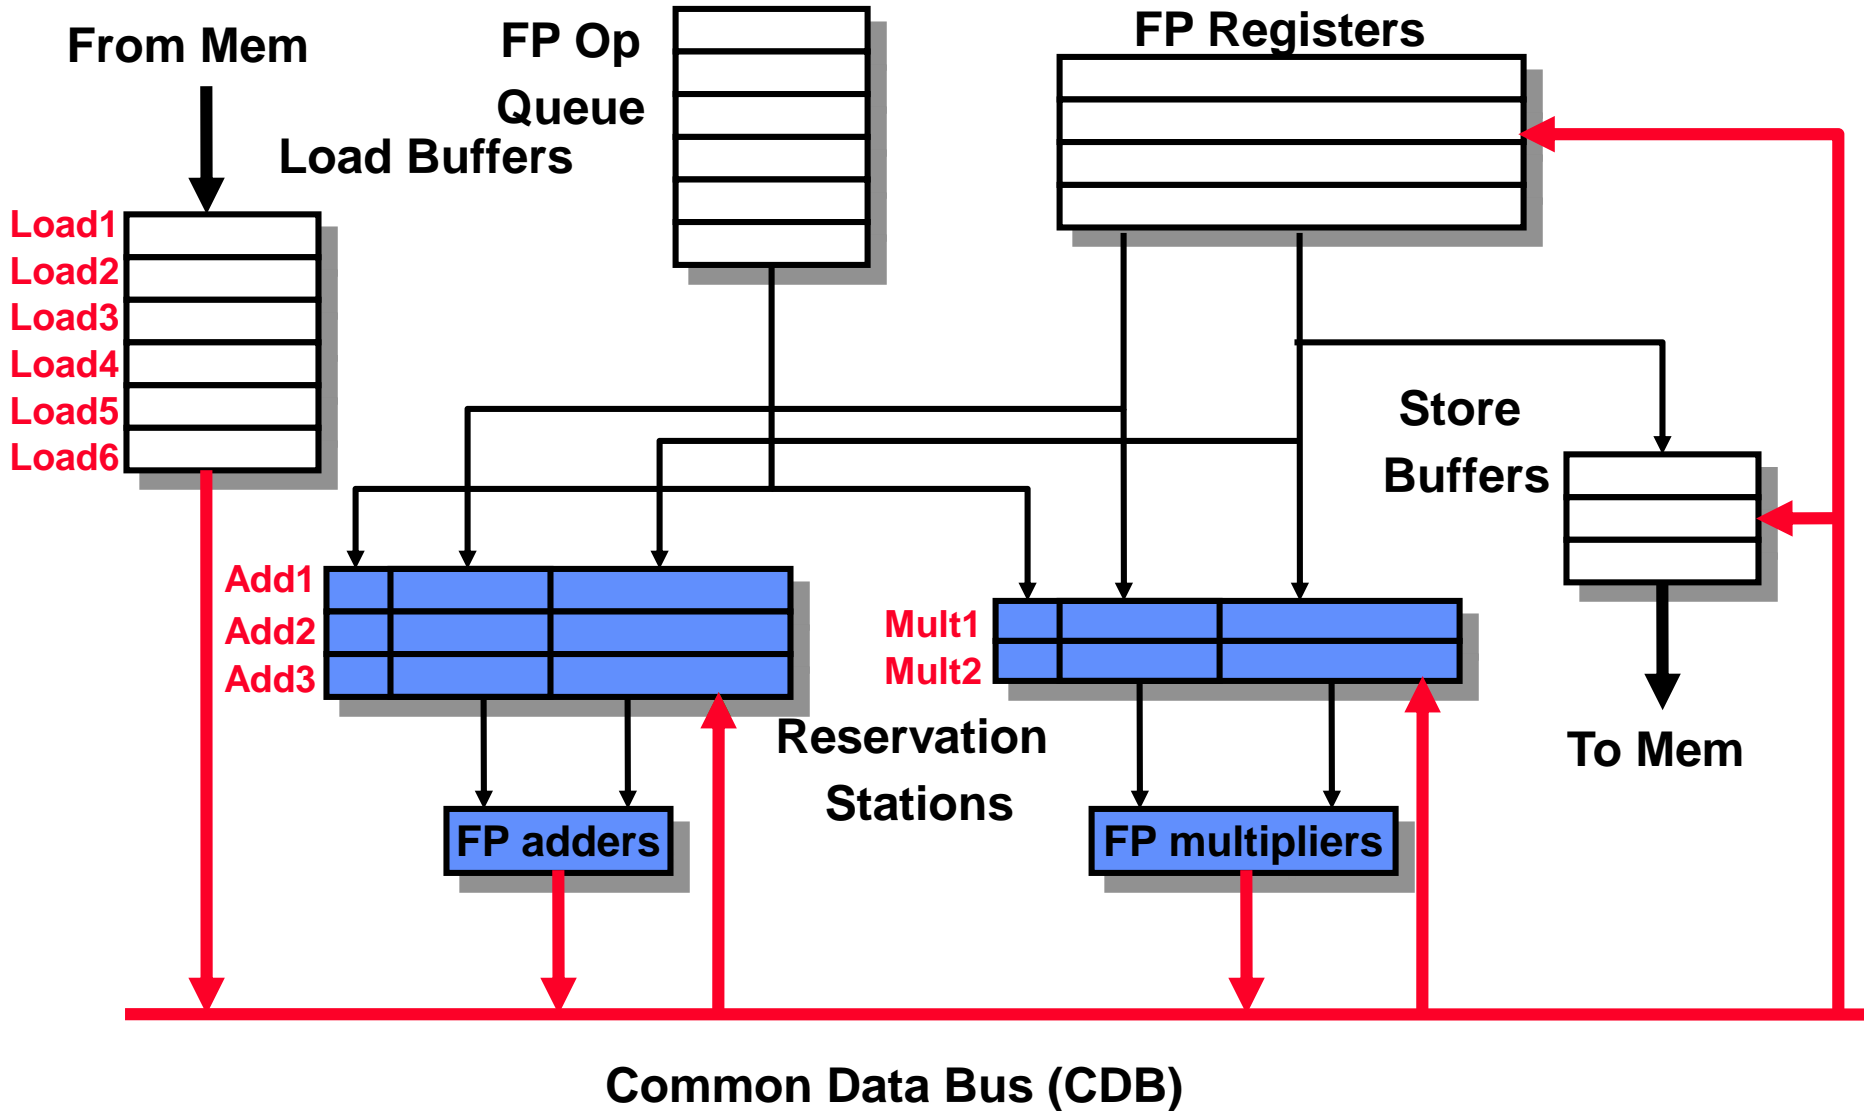 From Mem
FP Op
Queue
FP Registers
Load Buffers
Load1
Load2
Load3
Load4
Load5
Load6
Store
Buffers
Add1
Add2
Add3
Mult1
Mult2
Reservation
Stations
To Mem
FP adders
FP multipliers
Common Data Bus (CDB)